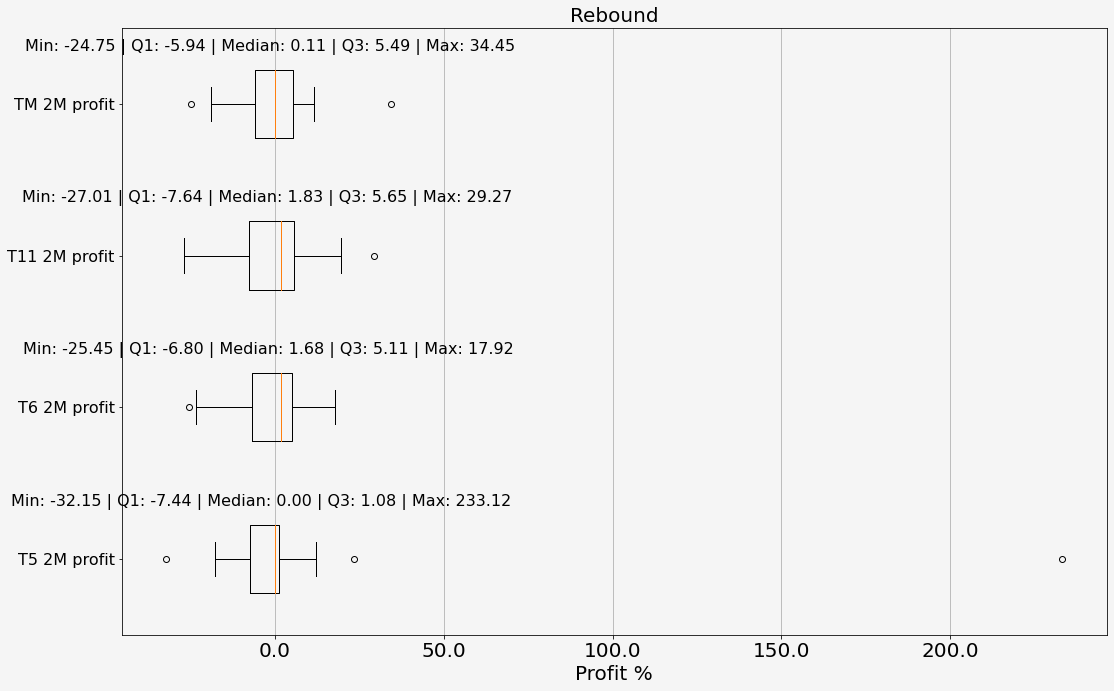 Rebound
Min: -24.75 | Q1: -5.94 | Median: 0.11 | Q3: 5.49 | Max: 34.45
TM 2M profit
Min: -27.01 | Q1: -7.64 | Median: 1.83 | Q3: 5.65 | Max: 29.27
T11 2M profit
Min: -25.45 | Q1: -6.80 | Median: 1.68 | Q3: 5.11 | Max: 17.92
T6 2M profit
Min: -32.15 | Q1: -7.44 | Median: 0.00 | Q3: 1.08 | Max: 233.12
T5 2M profit
0.0 50.0 100.0 150.0 200.0
Profit %